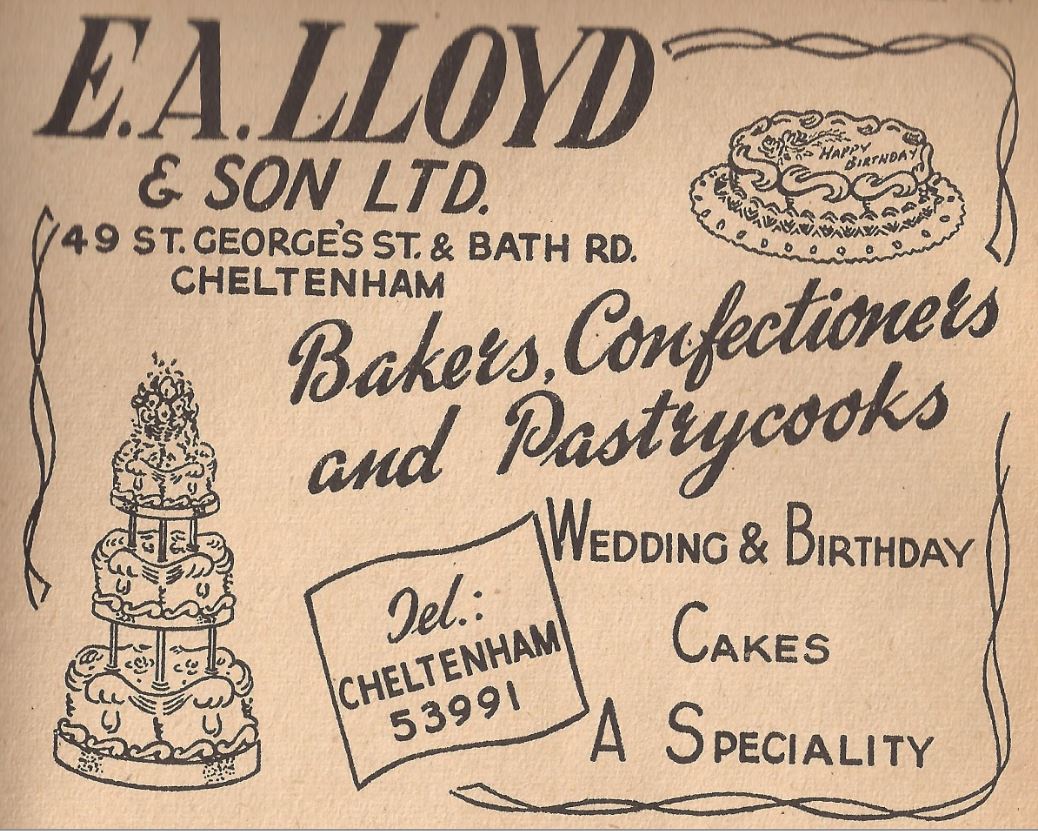 E.A.LLOYD
& SON LTD.
49 ST.GEORGE'S ST. & BATH RD.
CHELTENHAM
HAPPY
BIRTHDAY
Bakers, Confectioners
and Pastrycooks
WEDDING & BIRTHDAY
CAKES
A SPECIALITY
Tel.:
CHELTENHAM
53991